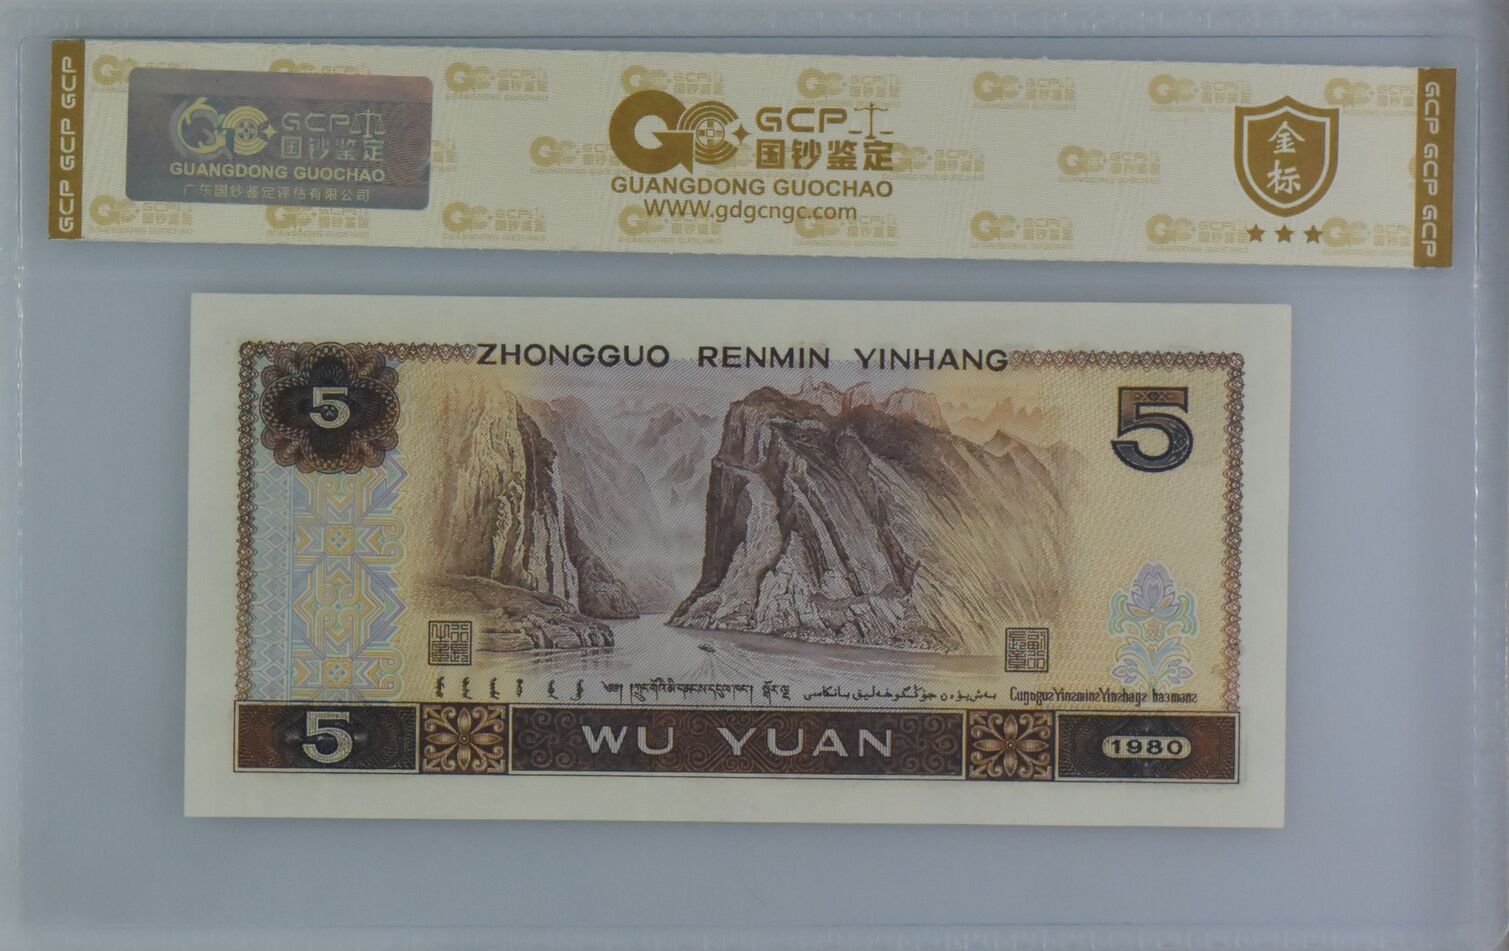 GCP GCP GCP
GCP 国钞鉴定
GUANGDONG GUOCHAO
广东国钞鉴定评估有限公司
GCP
国钞鉴定
GUANGDONG GUOCHAO
WWW.gdgcngc.com
金标
GCP GCP GCP
ZHONGGUO RENMIN YINHANG
5
5
5
WU YUAN
1980